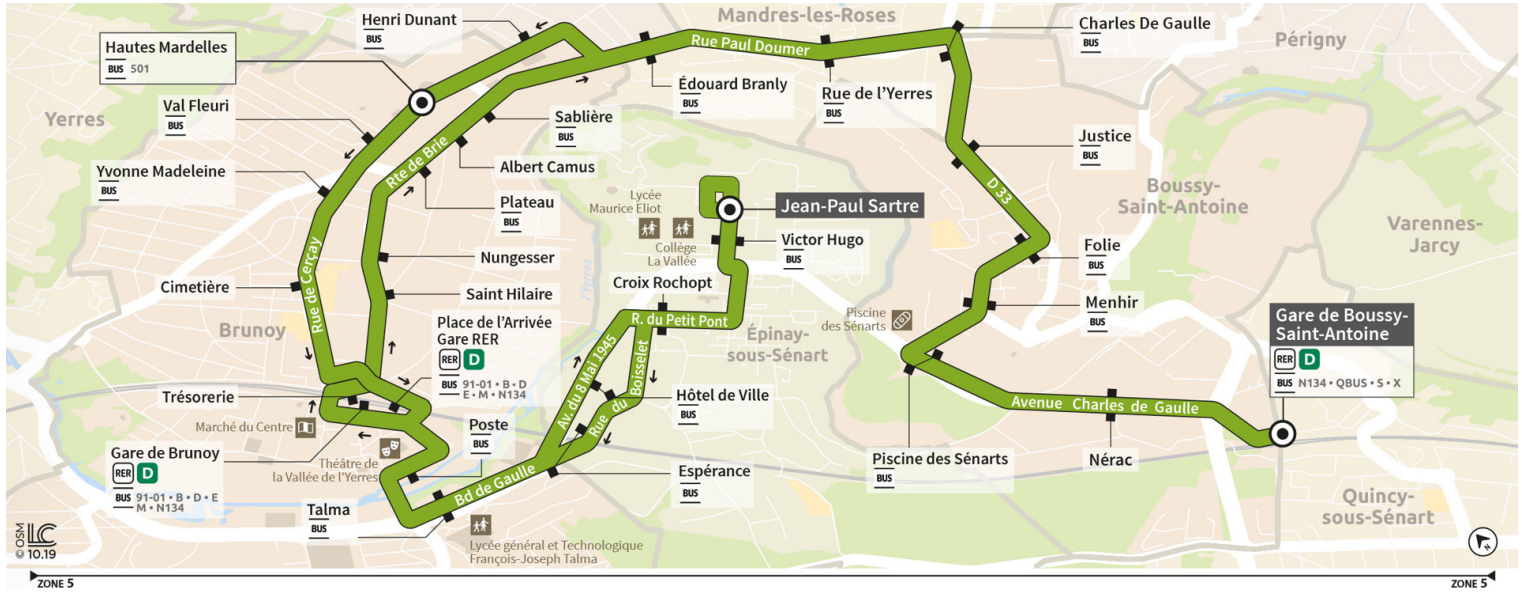 Henri Dunant
BUS
Mandres-les-Roses
Charles De Gaulle
BUS
Périgny
Hautes Mardelles
BUS 501
Rue Paul Doumer
Édouard Branly
BUS
Rue de l'Yerres
BUS
Val Fleuri
BUS
Yerres
Sablière
BUS
Justice
BUS
Rte de Brie
Albert Camus
Yvonne Madeleine
BUS
Plateau
BUS
Lycée
Maurice Eliot
Jean-Paul Sartre
D 33
Boussy-
Saint-Antoine
Varennes-
Jarcy
Collège
La Vallée
Victor Hugo
BUS
Folie
BUS
Nungesser
Rue de Cerçay
Cimetière
Saint Hilaire
l'Yerres
Croix Rochopt
Menhir
BUS
Brunoy
Place de l'Arrivée
Gare RER
RER D
BUS 91-01 • B • D
E • M • N134
R. du Petit Pont
Épinay-
sous-Sénart
Piscine
des Sénarts
Gare de Boussy-
Saint-Antoine
RER D
BUS N134 • QBUS • S • X
Av. du 8 Mai 1945
Rue du Boisselet
Trésorerie
Hôtel de Ville
BUS
Avenue Charles de Gaulle
Marché du Centre
Poste
BUS
Gare de Brunoy
RER D
BUS 91-01 • B • D • E
M • N134
Théâtre de
la Vallée de l'Yerres
Bd de Gaulle
Espérance
BUS
Piscine des Sénarts
BUS
Nérac
Talma
BUS
Quincy-
sous-Sénart
Lycée général et Technologique
François-Joseph Talma
© OSM
LC
10.19
N
ZONE 5
ZONE 5